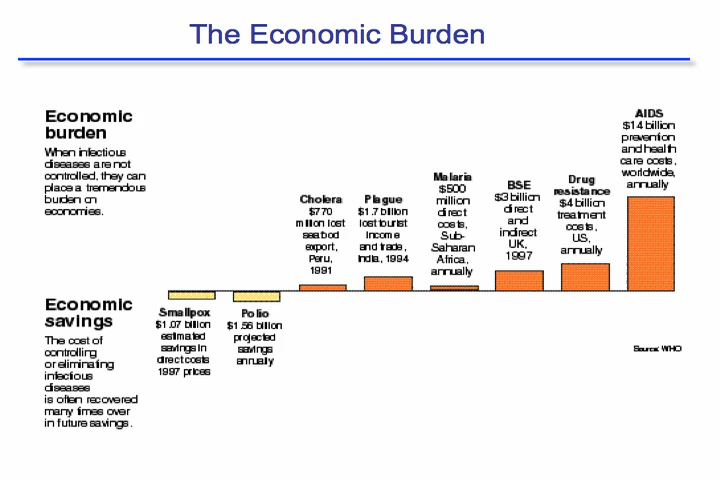 The Economic Burden
Economic
burden
When infectious
diseases are not
controlled, they can
place a tremendous
burden on
economies.
Cholera
$770
million lost
seafood
export,
Peru,
1991
Plague
$1.7 billion
lost tourist
income
and trade,
India, 1994
Malaria
$500
million
direct
costs,
Sub-
Saharan
Africa,
annually
BSE
$3 billion
direct
and
indirect
UK,
1997
Drug
resistance
$4 billion
treatment
costs,
US,
annually
AIDS
$14 billion
prevention
and health
care costs,
worldwide,
annually
Economic
savings
The cost of
controlling
or eliminating
infectious
diseases
is often recovered
many times over
in future savings.
Smallpox
$1.07 billion
estimated
savings in
direct costs
1997 prices
Polio
$1.56 billion
projected
savings
annually
Source: WHO